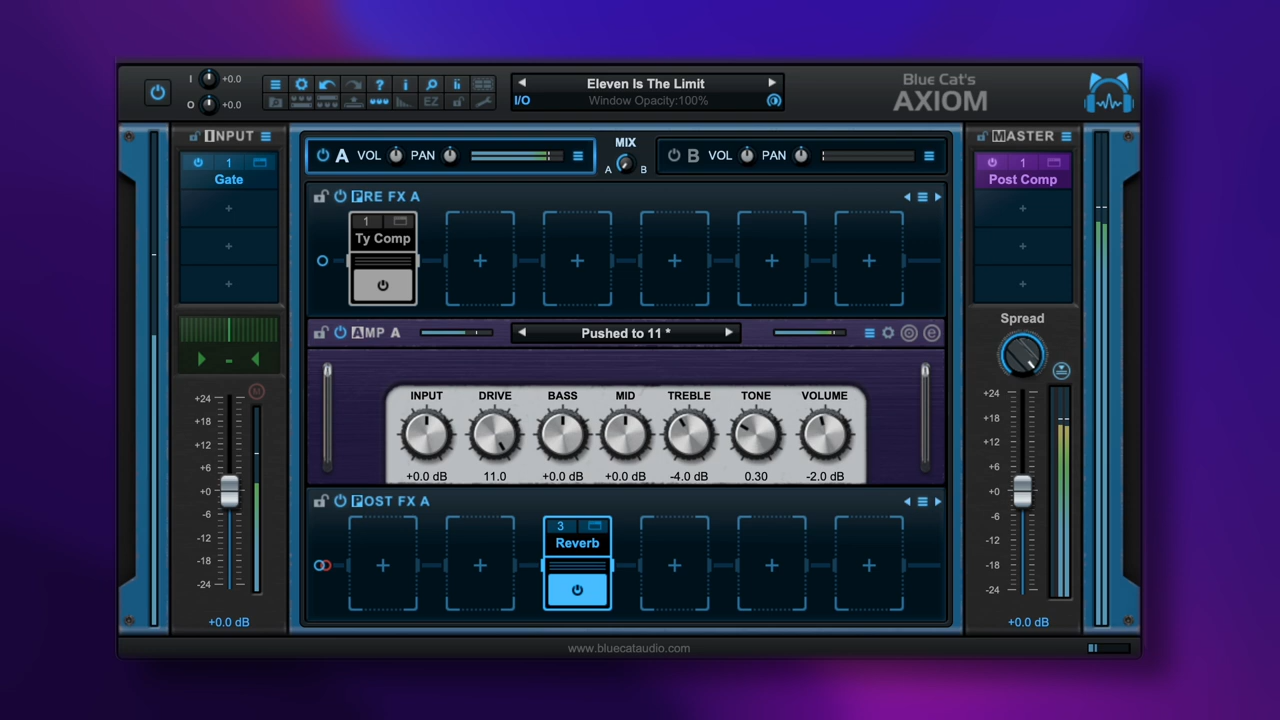 I +0.0
O +0.0
?
i
EZ
Eleven Is The Limit
I/O Window Opacity:100%
Blue Cat's
AXIOM
INPUT
1
Gate
+
+
+
A VOL PAN
MIX
A B
B VOL PAN
MASTER
1
Post Comp
+
+
+
PRE FX A
1
Ty Comp
+ + + + +
AMP A
Pushed to 11 *
e
INPUT DRIVE BASS MID TREBLE TONE VOLUME
+0.0 dB 11.0 +0.0 dB +0.0 dB -4.0 dB 0.30 -2.0 dB
POST FX A
+ +
3
Reverb
+ + +
M
+24
+18
+12
+6
+0
-6
-12
-18
-24
+0.0 dB
Spread
+24
+18
+12
+6
+0
-6
-12
-18
-24
+0.0 dB
www.bluecataudio.com